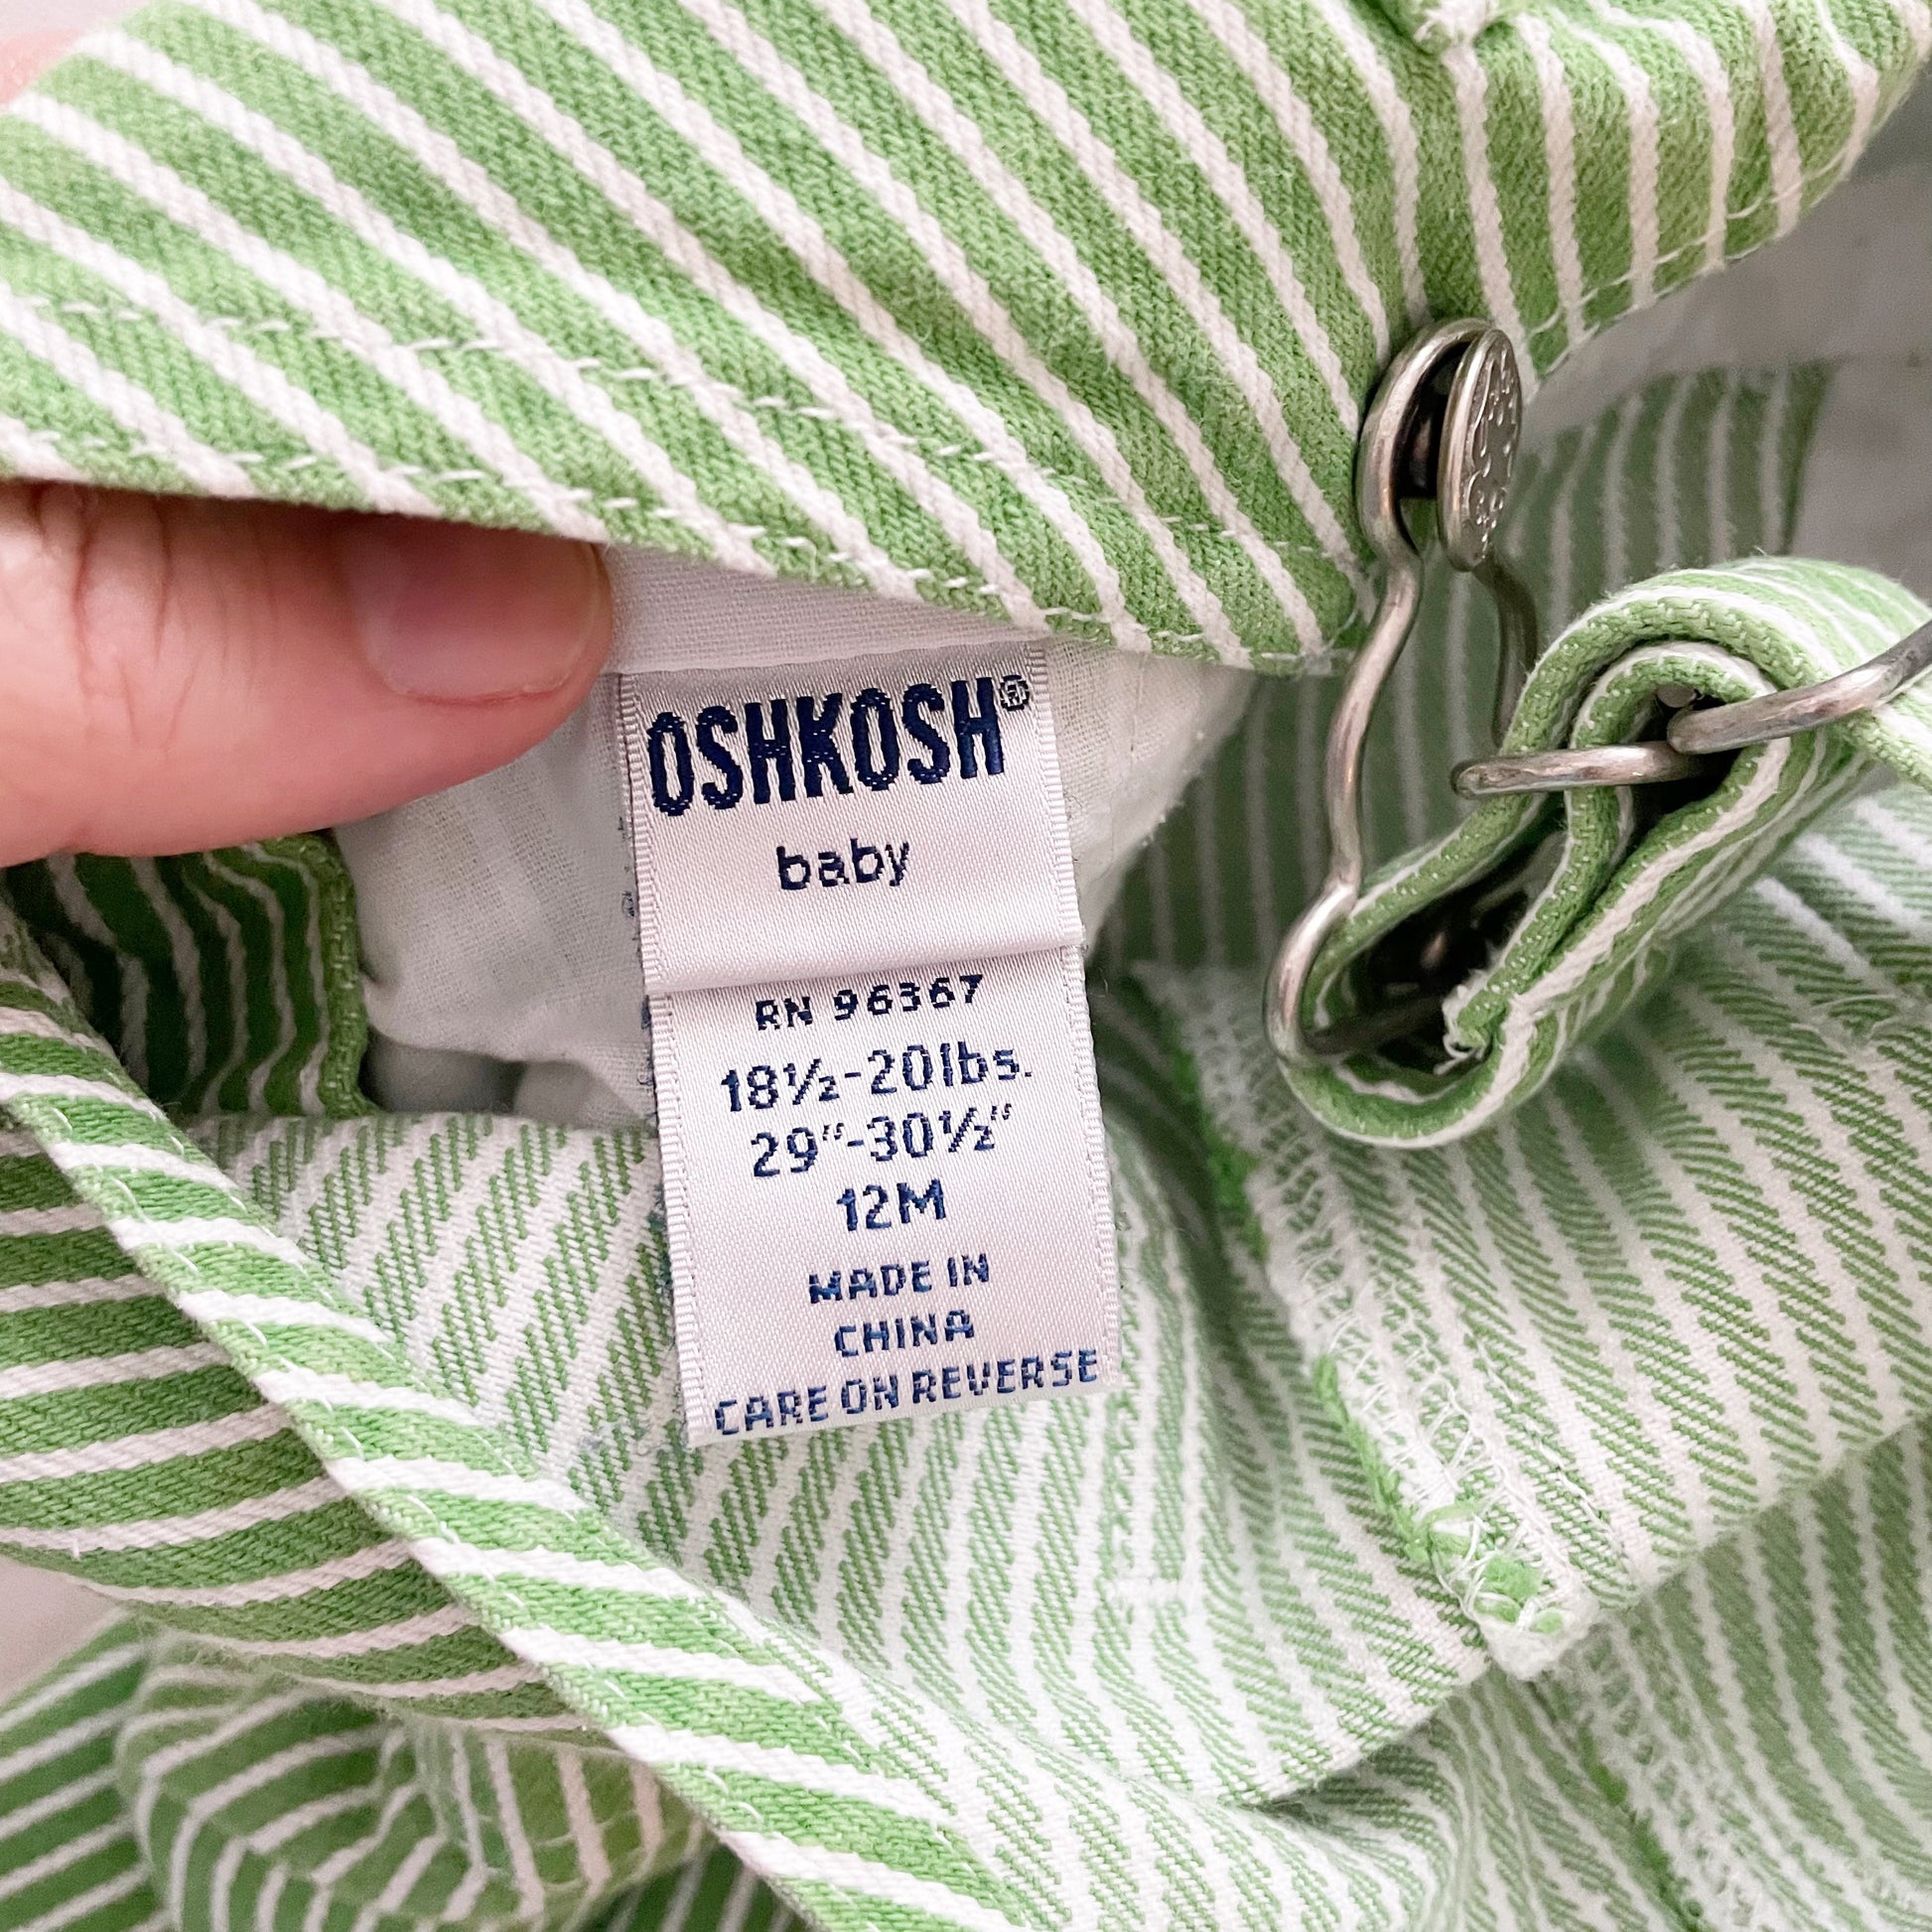 OSHKOSH®
baby
RN 96367
18½-20lbs.
29"-30½"
12M
MADE IN
CHINA
CARE ON REVERSE